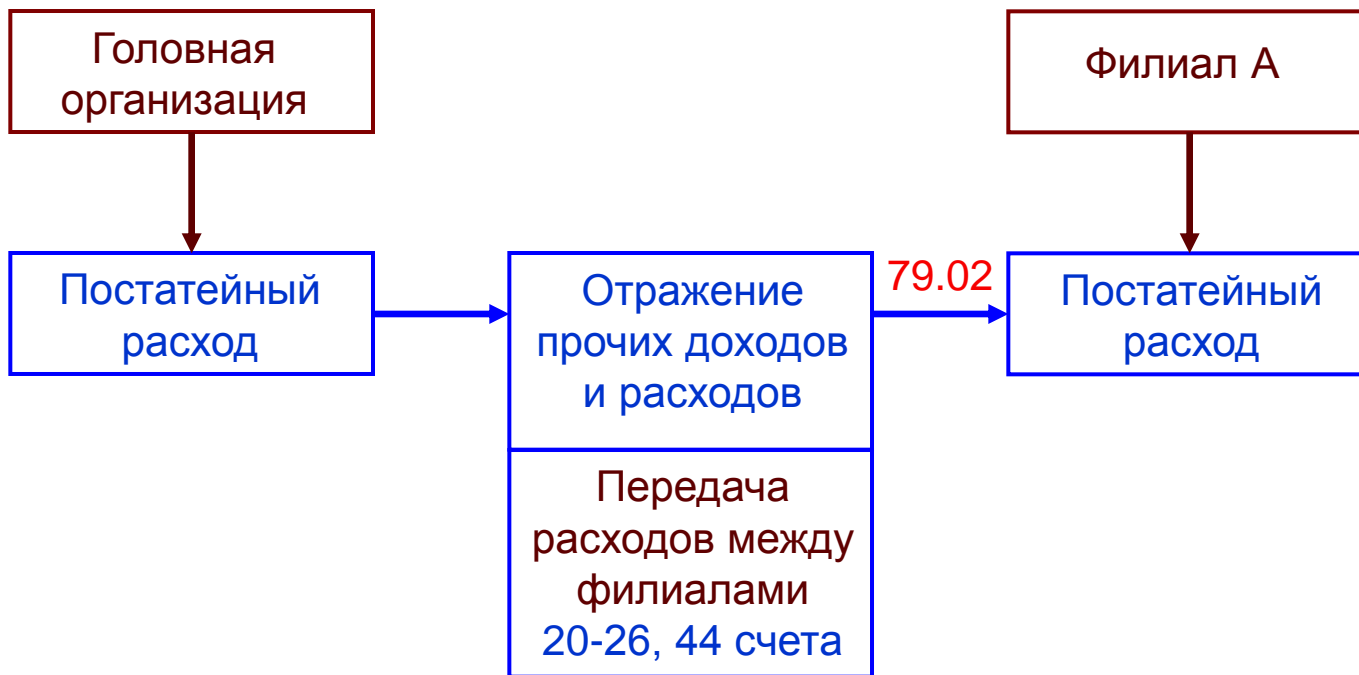 Головная
организация
Филиал А
Постатейный
расход
Отражение
прочих доходов
и расходов
79.02
Постатейный
расход
Передача
расходов между
филиалами
20-26, 44 счета